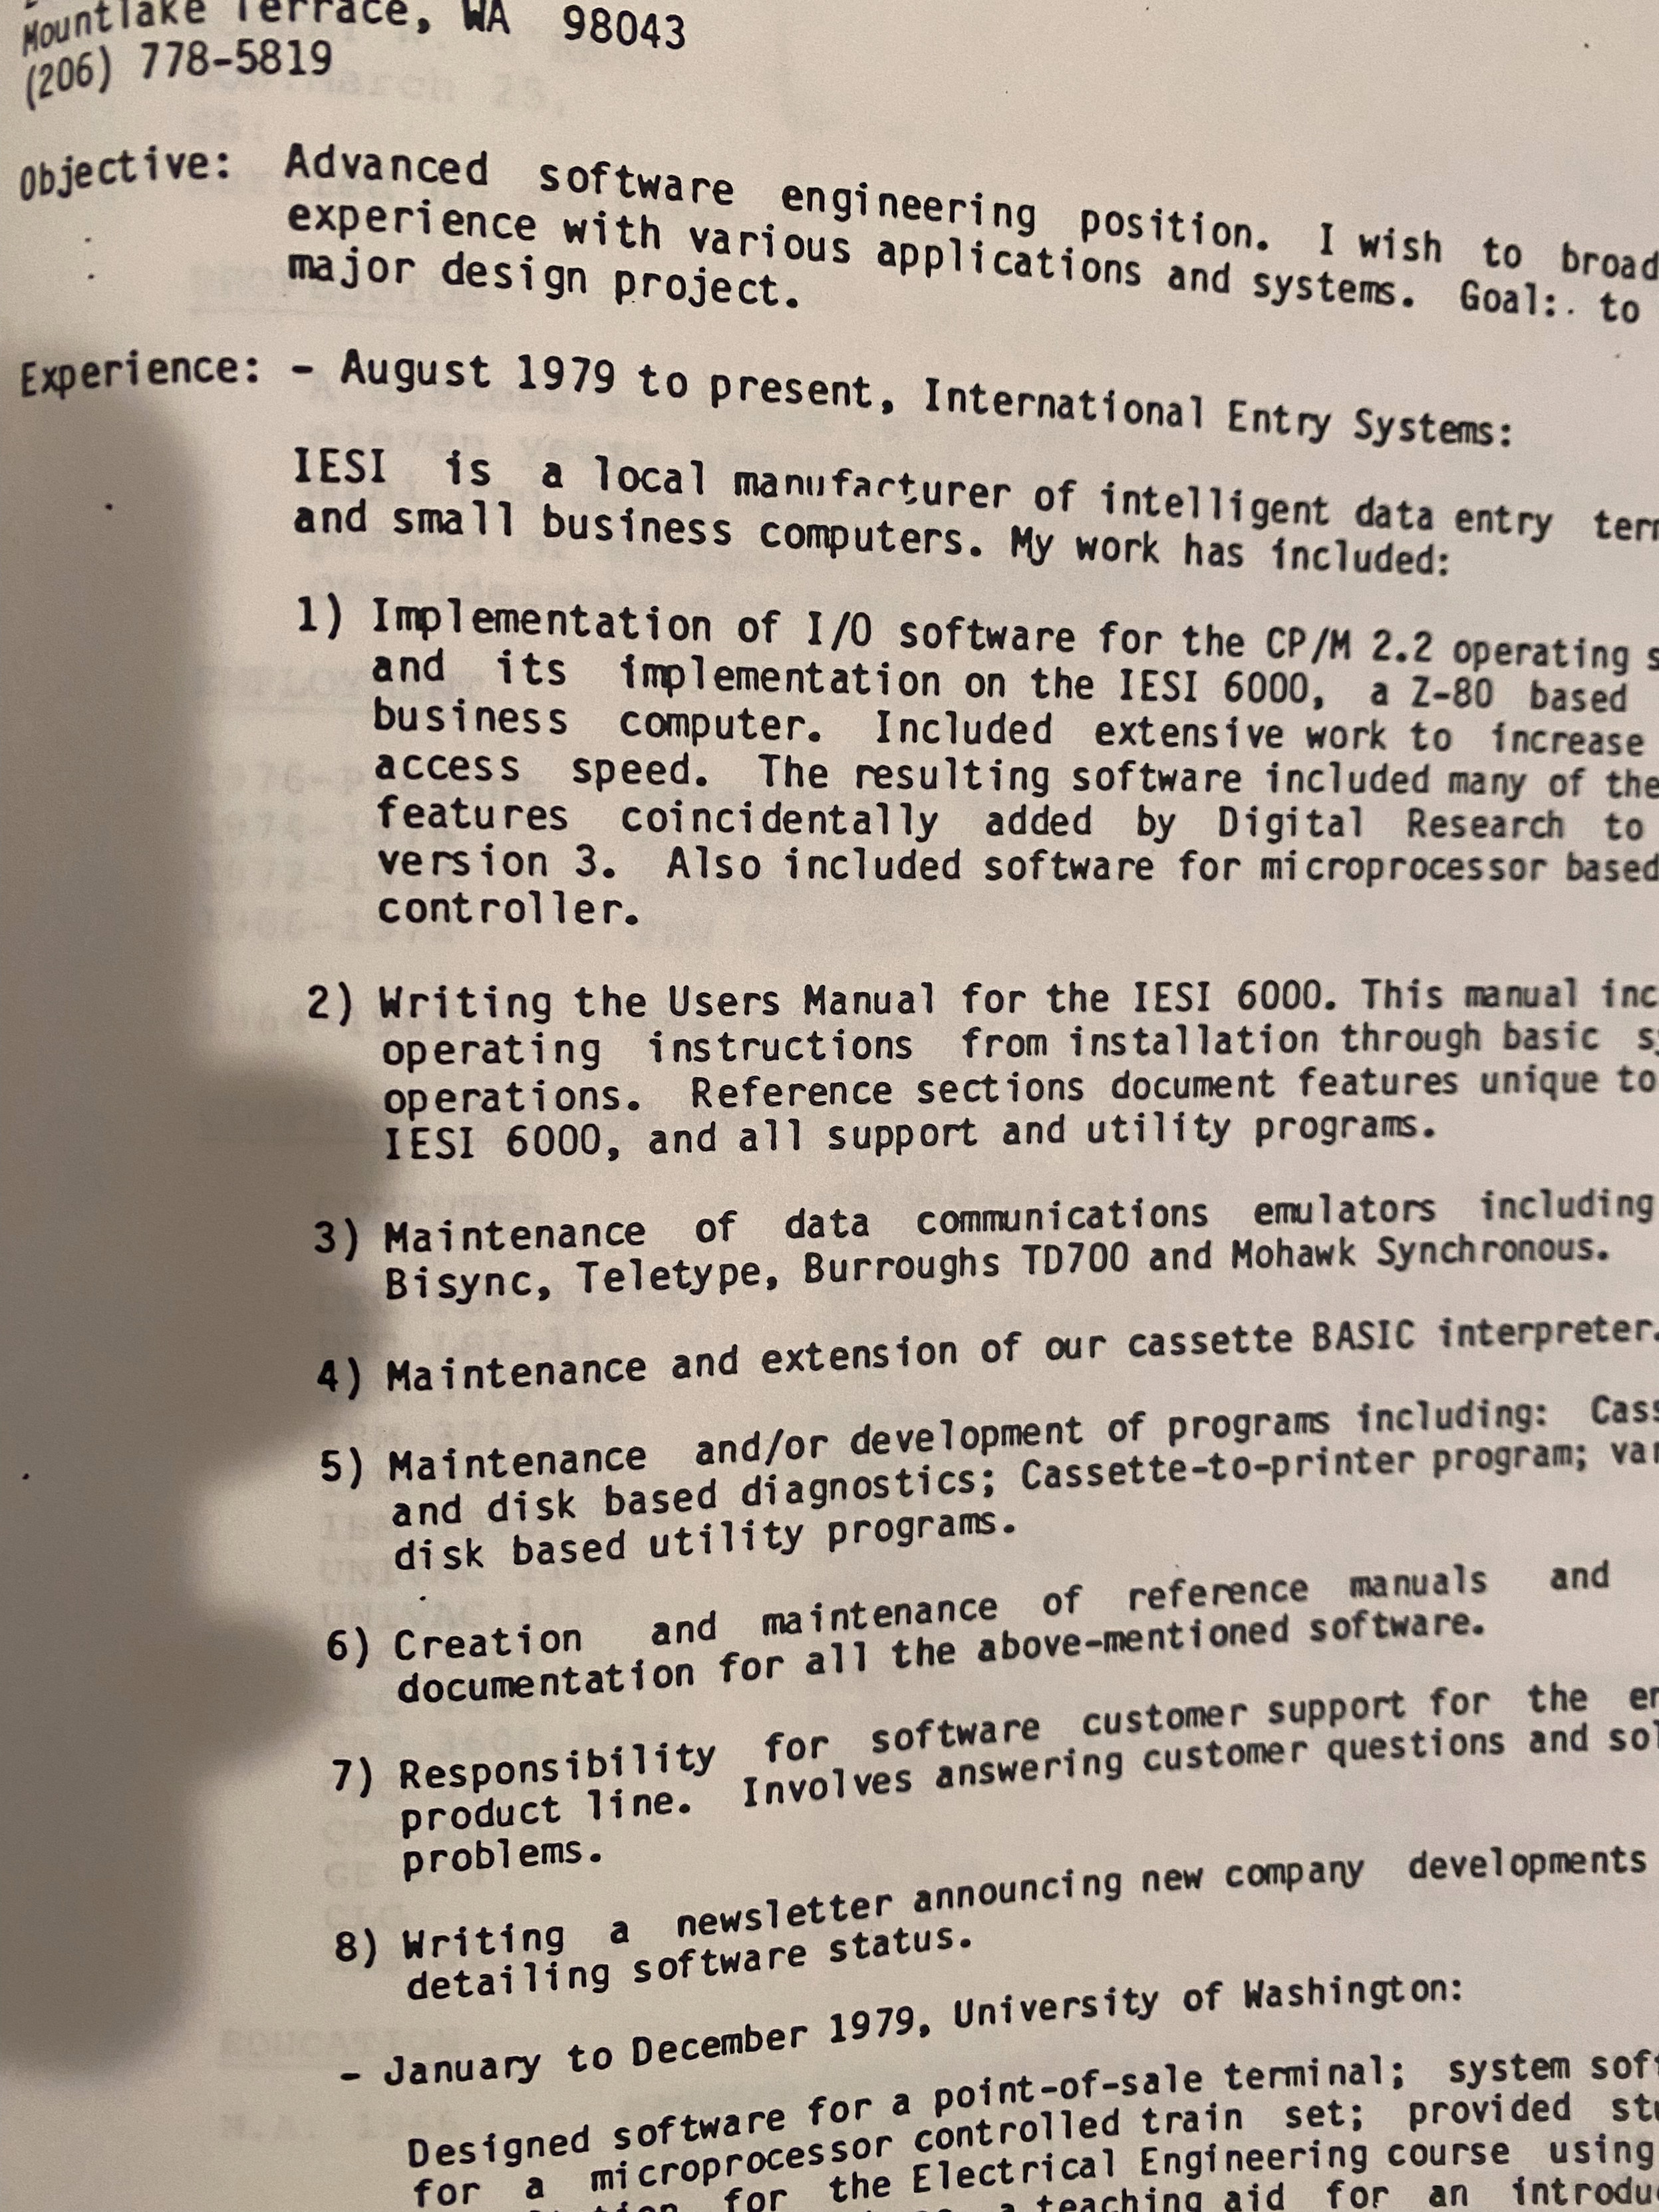 Mountlake Terrace, WA 98043
(206) 778-5819
Objective: Advanced software engineering position. I wish to broad
experience with various applications and systems. Goal: to
major design project.
Experience: - August 1979 to present, International Entry Systems:
IESI is a local manufacturer of intelligent data entry term
and small business computers. My work has included:
1) Implementation of I/O software for the CP/M 2.2 operating s
and its implementation on the IESI 6000, a Z-80 based
business computer. Included extensive work to increase
access speed. The resulting software included many of the
features coincidentally added by Digital Research to
version 3. Also included software for microprocessor based
controller.
2) Writing the Users Manual for the IESI 6000. This manual inc
operating instructions from installation through basic sy
operations. Reference sections document features unique to
IESI 6000, and all support and utility programs.
3) Maintenance of data communications emulators including
Bisync, Teletype, Burroughs TD700 and Mohawk Synchronous.
4) Maintenance and extension of our cassette BASIC interpreter.
5) Maintenance and/or development of programs including: Cass
and disk based diagnostics; Cassette-to-printer program; var
disk based utility programs.
6) Creation and maintenance of reference manuals and
documentation for all the above-mentioned software.
7) Responsibility for software customer support for the en
product line. Involves answering customer questions and sol
problems.
8) Writing a newsletter announcing new company developments
detailing software status.
- January to December 1979, University of Washington:
Designed software for a point-of-sale terminal; system soft
for a microprocessor controlled train set; provided stu
for the Electrical Engineering course using
a teaching aid for an introdu